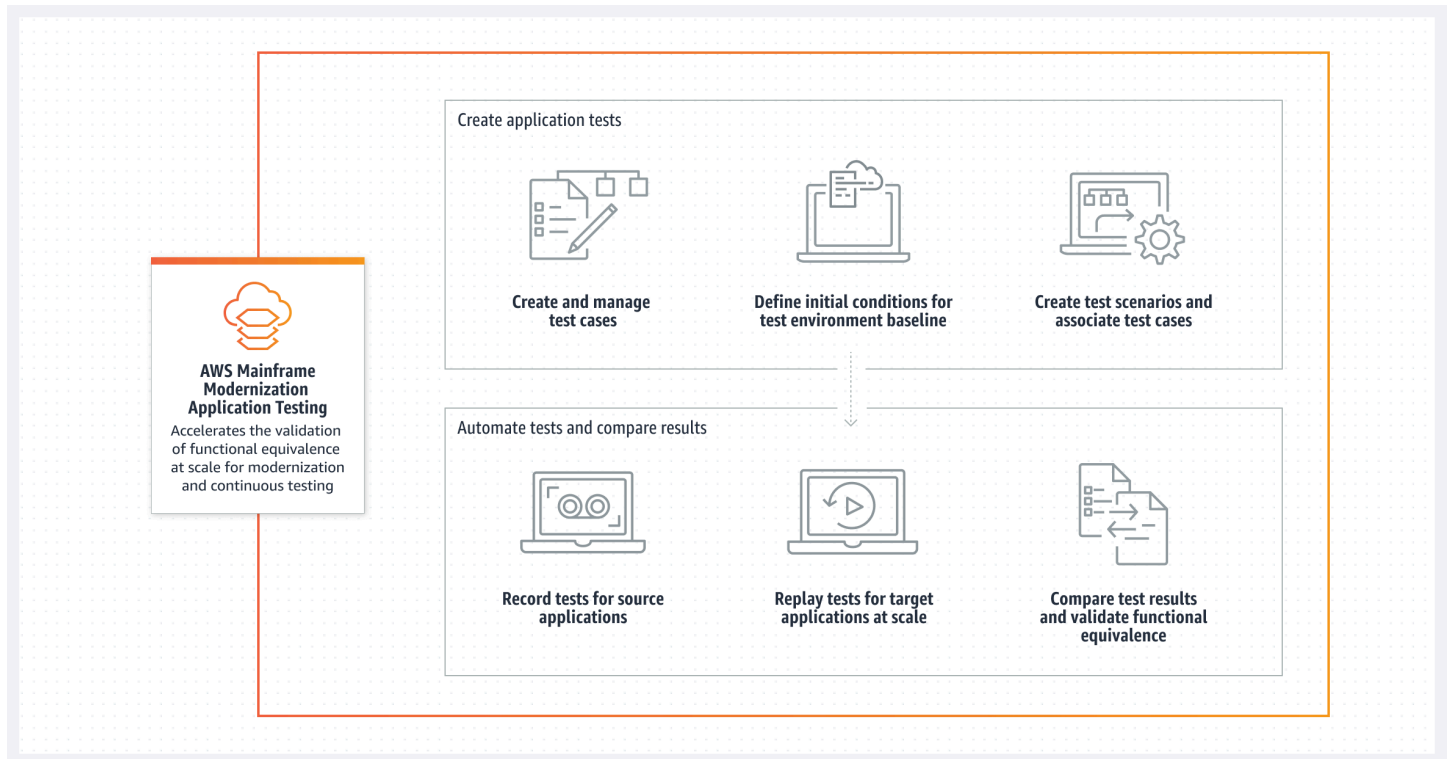 Create application tests
Create and manage
test cases
Define initial conditions for
test environment baseline
Create test scenarios and
associate test cases
AWS Mainframe
Modernization
Application Testing
Accelerates the validation
of functional equivalence
at scale for modernization
and continuous testing
Automate tests and compare results
Record tests for source
applications
Replay tests for target
applications at scale
Compare test results
and validate functional
equivalence